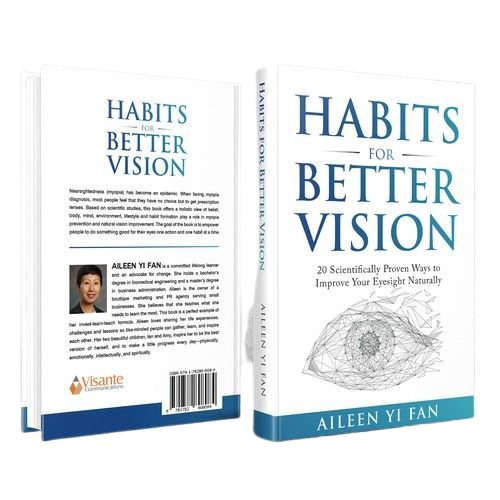 HABITS
FOR
BETTER
VISION
Nearsightedness (myopia) has become an epidemic. When facing myopia
diagnosis, most people feel that they have no choice but to get prescription
lenses. Based on scientific studies, this book offers a holistic view of belief,
body, mind, environment, lifestyle and habit formation play a role in myopia
prevention and natural vision improvement. The goal of the book is to empower
people to do something good for their eyes one action and one habit at a time.
AILEEN YI FAN is a committed lifelong learner
and an advocate for change. She holds a bachelor's
degree in biomedical engineering and a master's degree
in business administration. Aileen is the owner of a
boutique marketing and PR agency serving small
businesses. She believes that she teaches what she
needs to learn the most. This book is a perfect example of
her invest-learn-teach formula. Aileen loves sharing her life experiences,
challenges and lessons so like-minded people can gather, learn, and inspire
each other. Her two beautiful children, Ian and Amy, inspire her to be the best
version of herself, and to make a little progress every day—physically,
emotionally, intellectually, and spiritually.
Visante
Communications
ISBN
HABITS FOR BETTER VISION
AILEEN YI FAN
HABITS
FOR
BETTER
VISION
20 Scientifically Proven Ways to
Improve Your Eyesight Naturally
AILEEN YI FAN